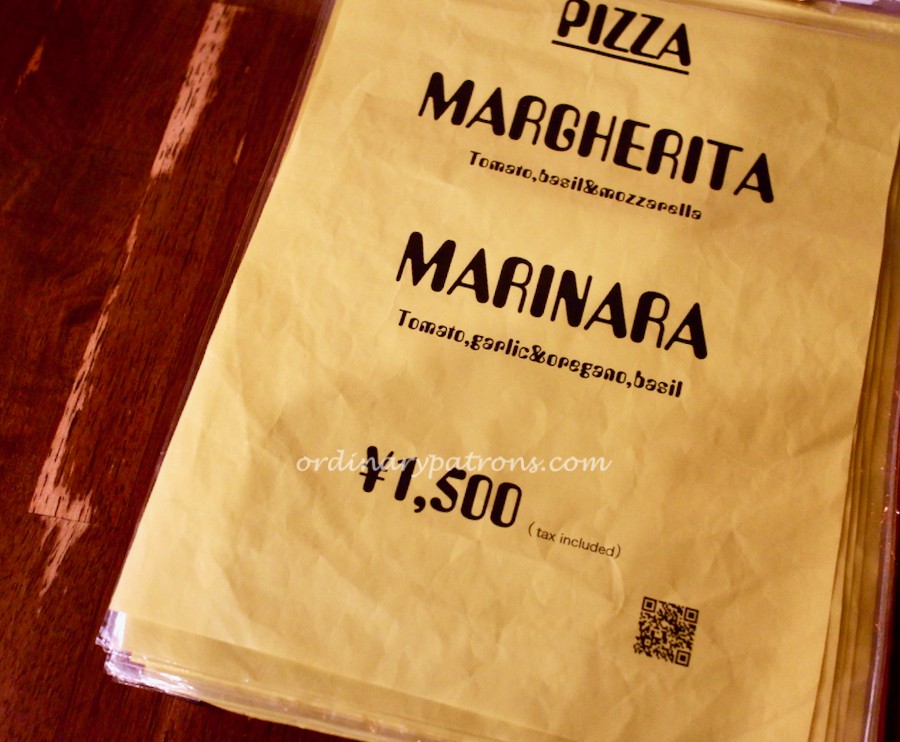 PIZZA
MARGHERITA
Tomato,basil&mozzarella
MARINARA
Tomato,garlic&oregano,basil
ordinarypatrons.com
¥1,500
(tax included)